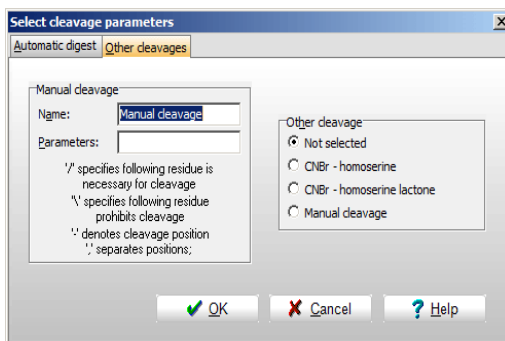 Select cleavage parameters
Automatic digest Other cleavages
Manual cleavage
Name: Manual cleavage
Parameters:
'/' specifies following residue is
necessary for cleavage
'\' specifies following residue
prohibits cleavage
'-' denotes cleavage position
',' separates positions;
Other cleavage
Not selected
CNBr - homoserine
CNBr - homoserine lactone
Manual cleavage
OK Cancel ? Help